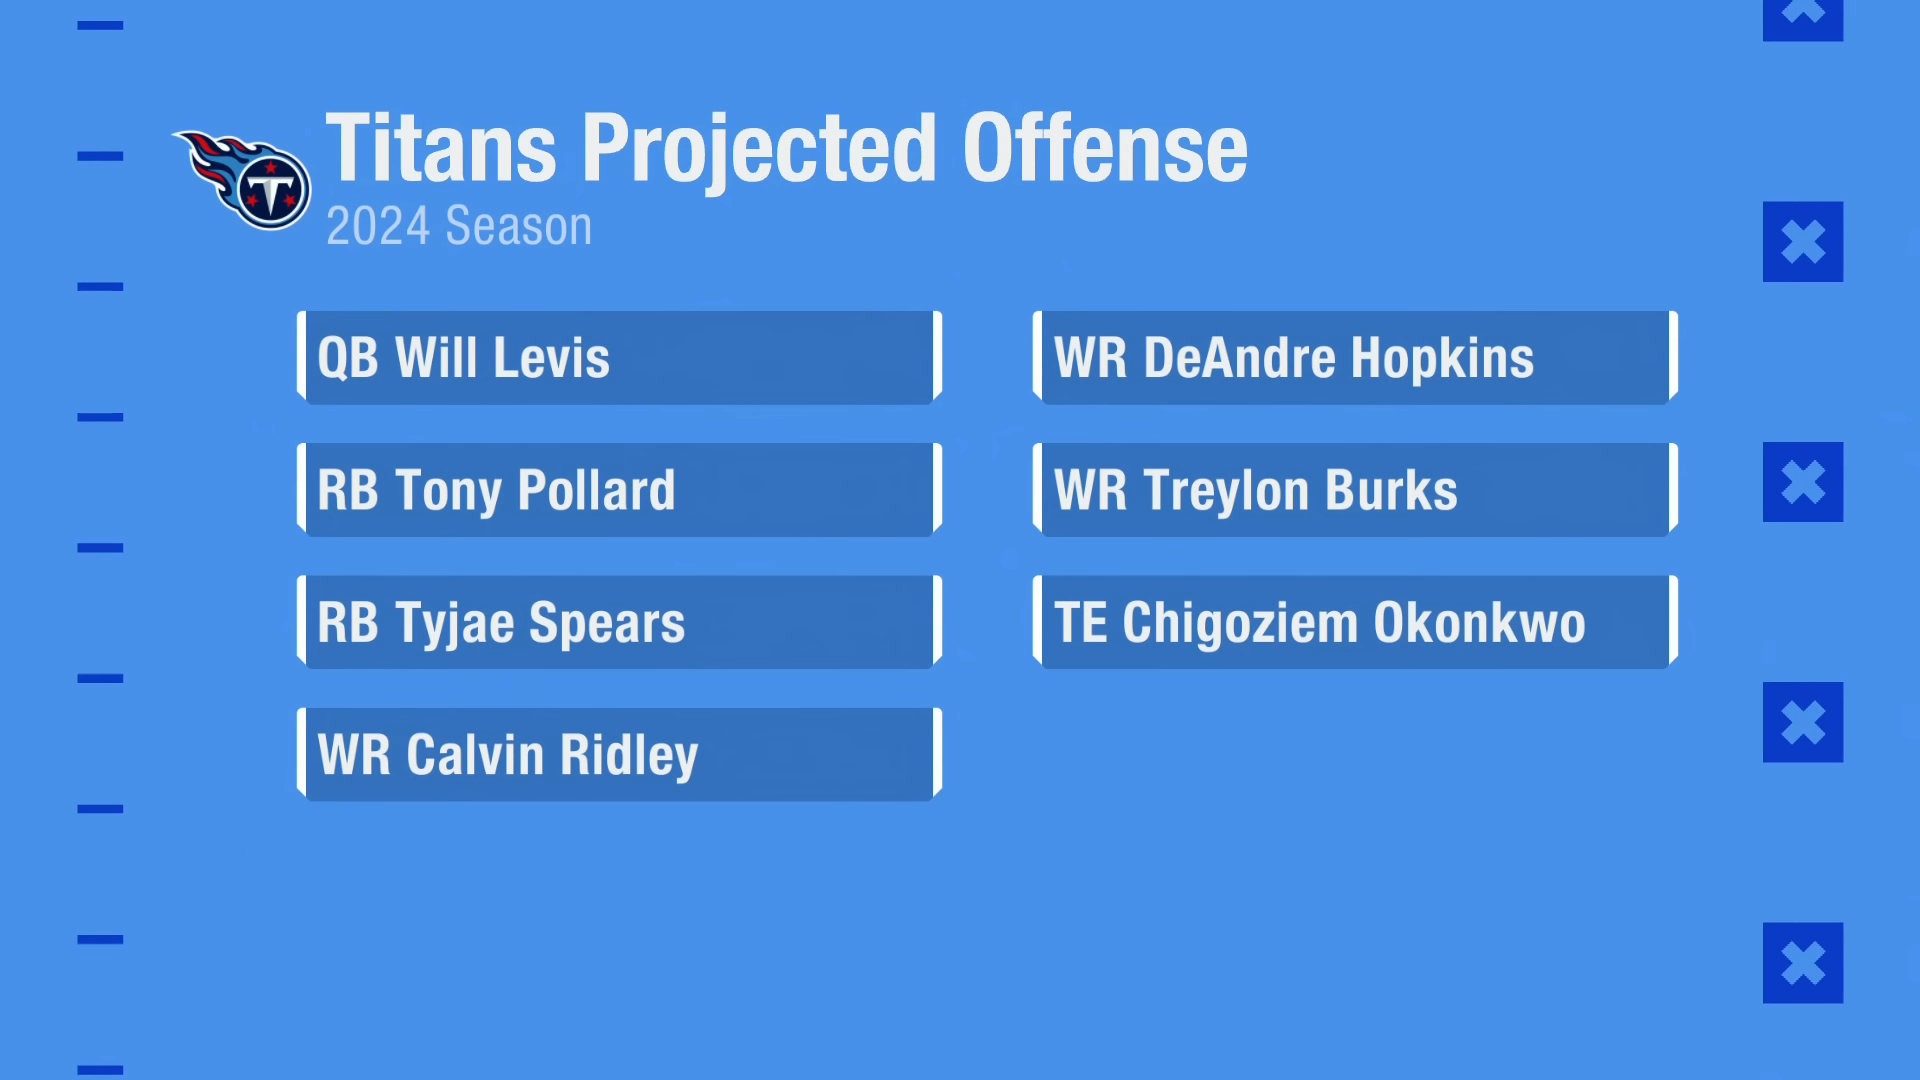 Titans Projected Offense
2024 Season
QB Will Levis
RB Tony Pollard
RB Tyjae Spears
WR Calvin Ridley
WR DeAndre Hopkins
WR Treylon Burks
TE Chigoziem Okonkwo